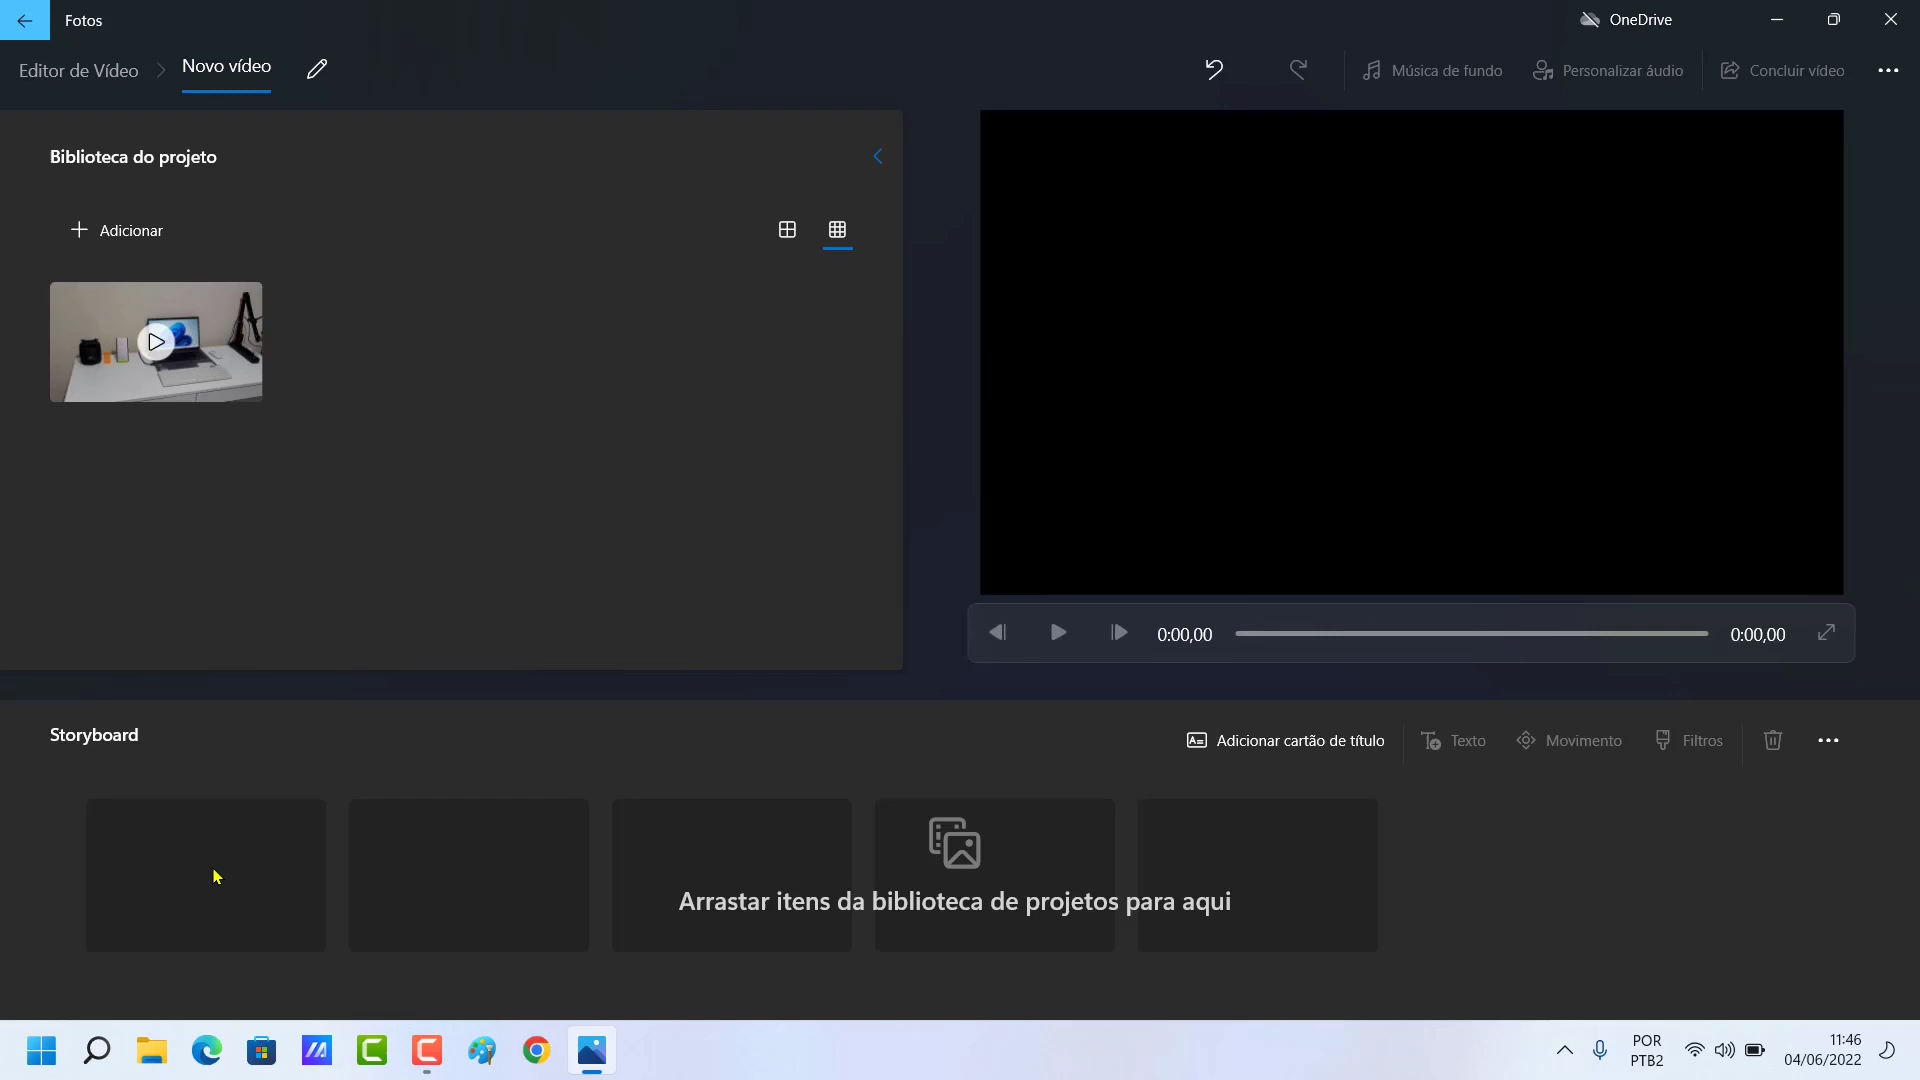 Fotos
OneDrive
Editor de Vídeo
Novo vídeo
Música de fundo
Personalizar áudio
Concluir vídeo
Biblioteca do projeto
Adicionar
0:00,00
0:00,00
Storyboard
Adicionar cartão de título
Texto
Movimento
Filtros
Arrastar itens da biblioteca de projetos para aqui
POR
PTB2
11:46
04/06/2022